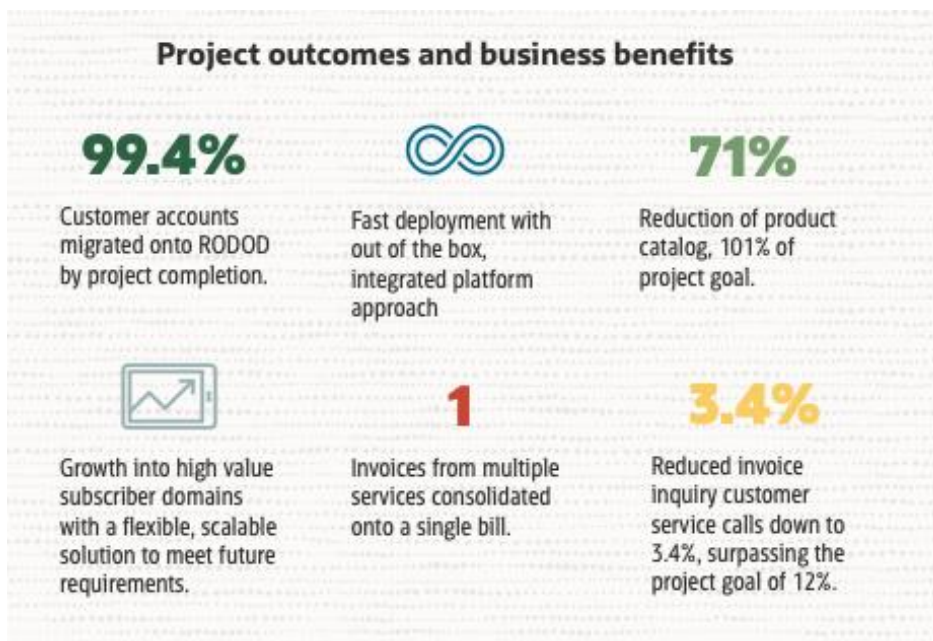 Project outcomes and business benefits
99.4%
Customer accounts
migrated onto RODOD
by project completion.
Fast deployment with
out of the box,
integrated platform
approach
71%
Reduction of product
catalog, 101% of
project goal.
Growth into high value
subscriber domains
with a flexible, scalable
solution to meet future
requirements.
1
Invoices from multiple
services consolidated
onto a single bill.
3.4%
Reduced invoice
inquiry customer
service calls down to
3.4%, surpassing the
project goal of 12%.